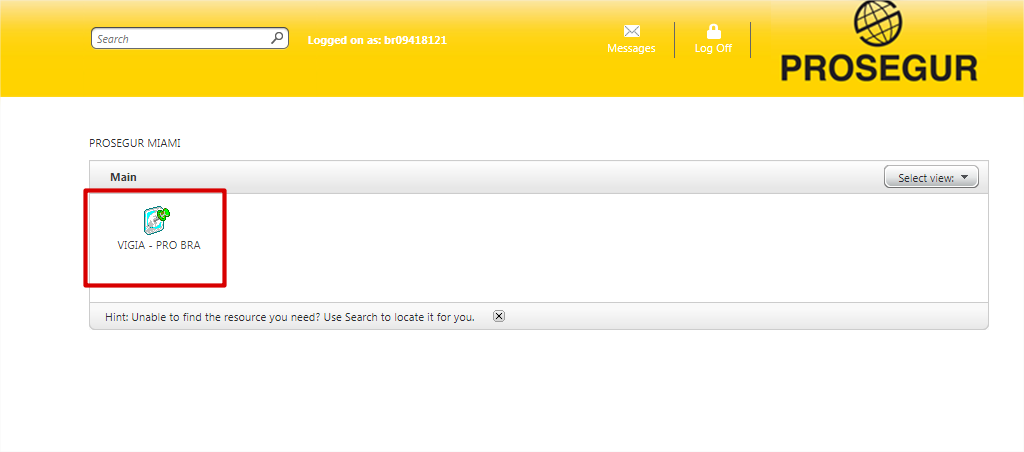 Search
Logged on as: br09418121
Messages
Log Off
PROSEGUR
PROSEGUR MIAMI
Main
Select view:
VIGIA - PRO BRA
Hint: Unable to find the resource you need? Use Search to locate it for you.